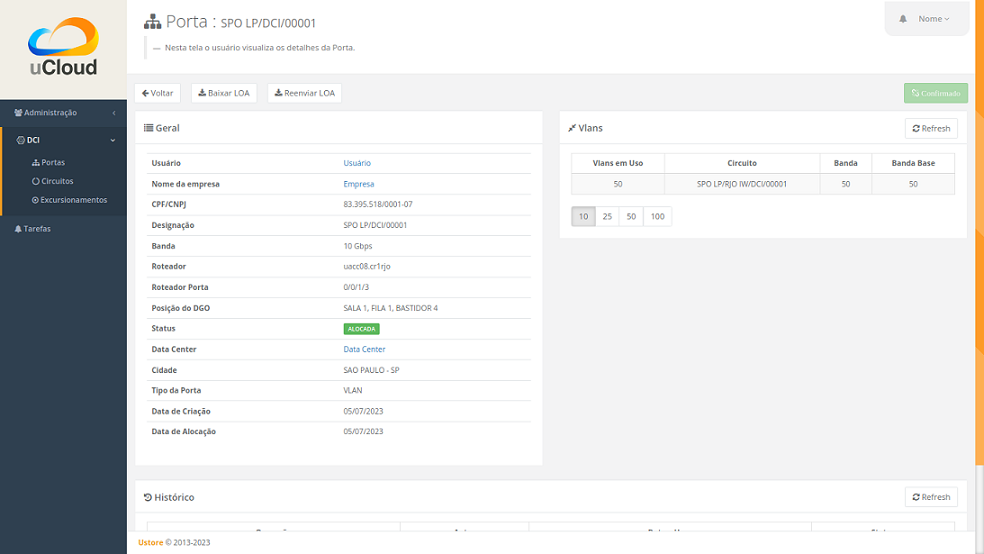 uCloud
Porta : SPO LP/DCI/00001
— Nesta tela o usuário visualiza os detalhes da Porta.
Nome
Administração
DCI
Portas
Circuitos
Excursionamentos
Tarefas
Voltar
Baixar LOA
Reenviar LOA
Confirmado
Geral
Usuário Usuário
Nome da empresa Empresa
CPF/CNPJ 83.395.518/0001-07
Designação SPO LP/DCI/00001
Banda 10 Gbps
Roteador uacc08.cr1rjo
Roteador Porta 0/0/1/3
Posição do DGO SALA 1, FILA 1, BASTIDOR 4
Status ALOCADA
Data Center Data Center
Cidade SAO PAULO - SP
Tipo da Porta VLAN
Data de Criação 05/07/2023
Data de Alocação 05/07/2023
Vlans
Refresh
Vlans em Uso Circuito Banda Banda Base
50 SPO LP/RJO IW/DCI/00001 50 50
10 25 50 100
Histórico
Refresh
Ustore © 2013-2023